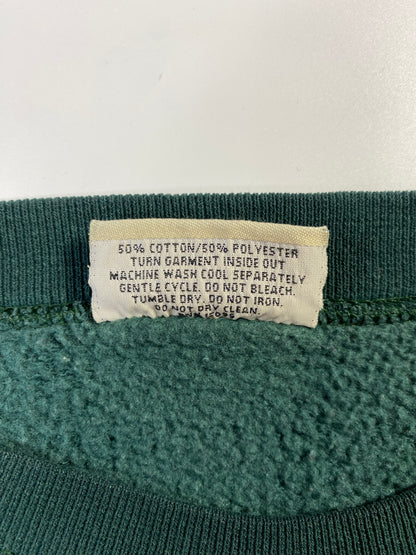 50% COTTON/50% POLYESTER
TURN GARMENT INSIDE OUT
MACHINE WASH COOL SEPARATELY
GENTLE CYCLE. DO NOT BLEACH.
TUMBLE DRY. DO NOT IRON.
DO NOT DRY CLEAN.